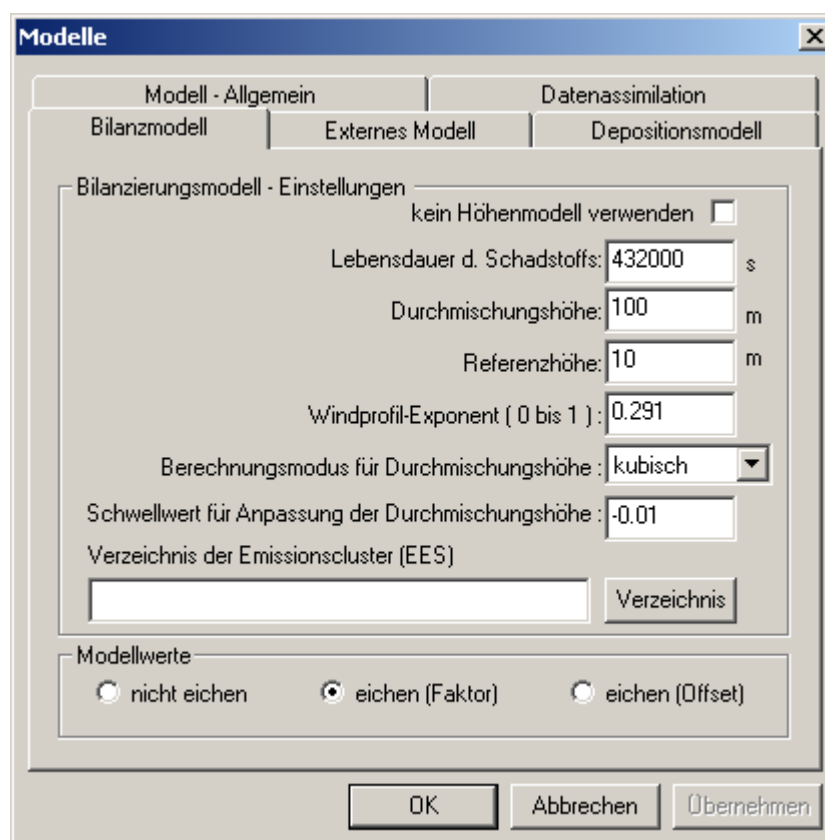 Modelle
Modell - Allgemein
Datenassimilation
Bilanzmodell
Externes Modell
Depositionsmodell
Bilanzierungsmodell - Einstellungen
kein Höhenmodell verwenden
Lebensdauer d. Schadstoffs: 432000 s
Durchmischungshöhe: 100 m
Referenzhöhe: 10 m
Windprofil-Exponent ( 0 bis 1 ) : 0.291
Berechnungsmodus für Durchmischungshöhe : kubisch
Schwellwert für Anpassung der Durchmischungshöhe : -0.01
Verzeichnis der Emissionscluster (EES)
Verzeichnis
Modellwerte
nicht eichen
eichen (Faktor)
eichen (Offset)
OK
Abbrechen
Übernehmen